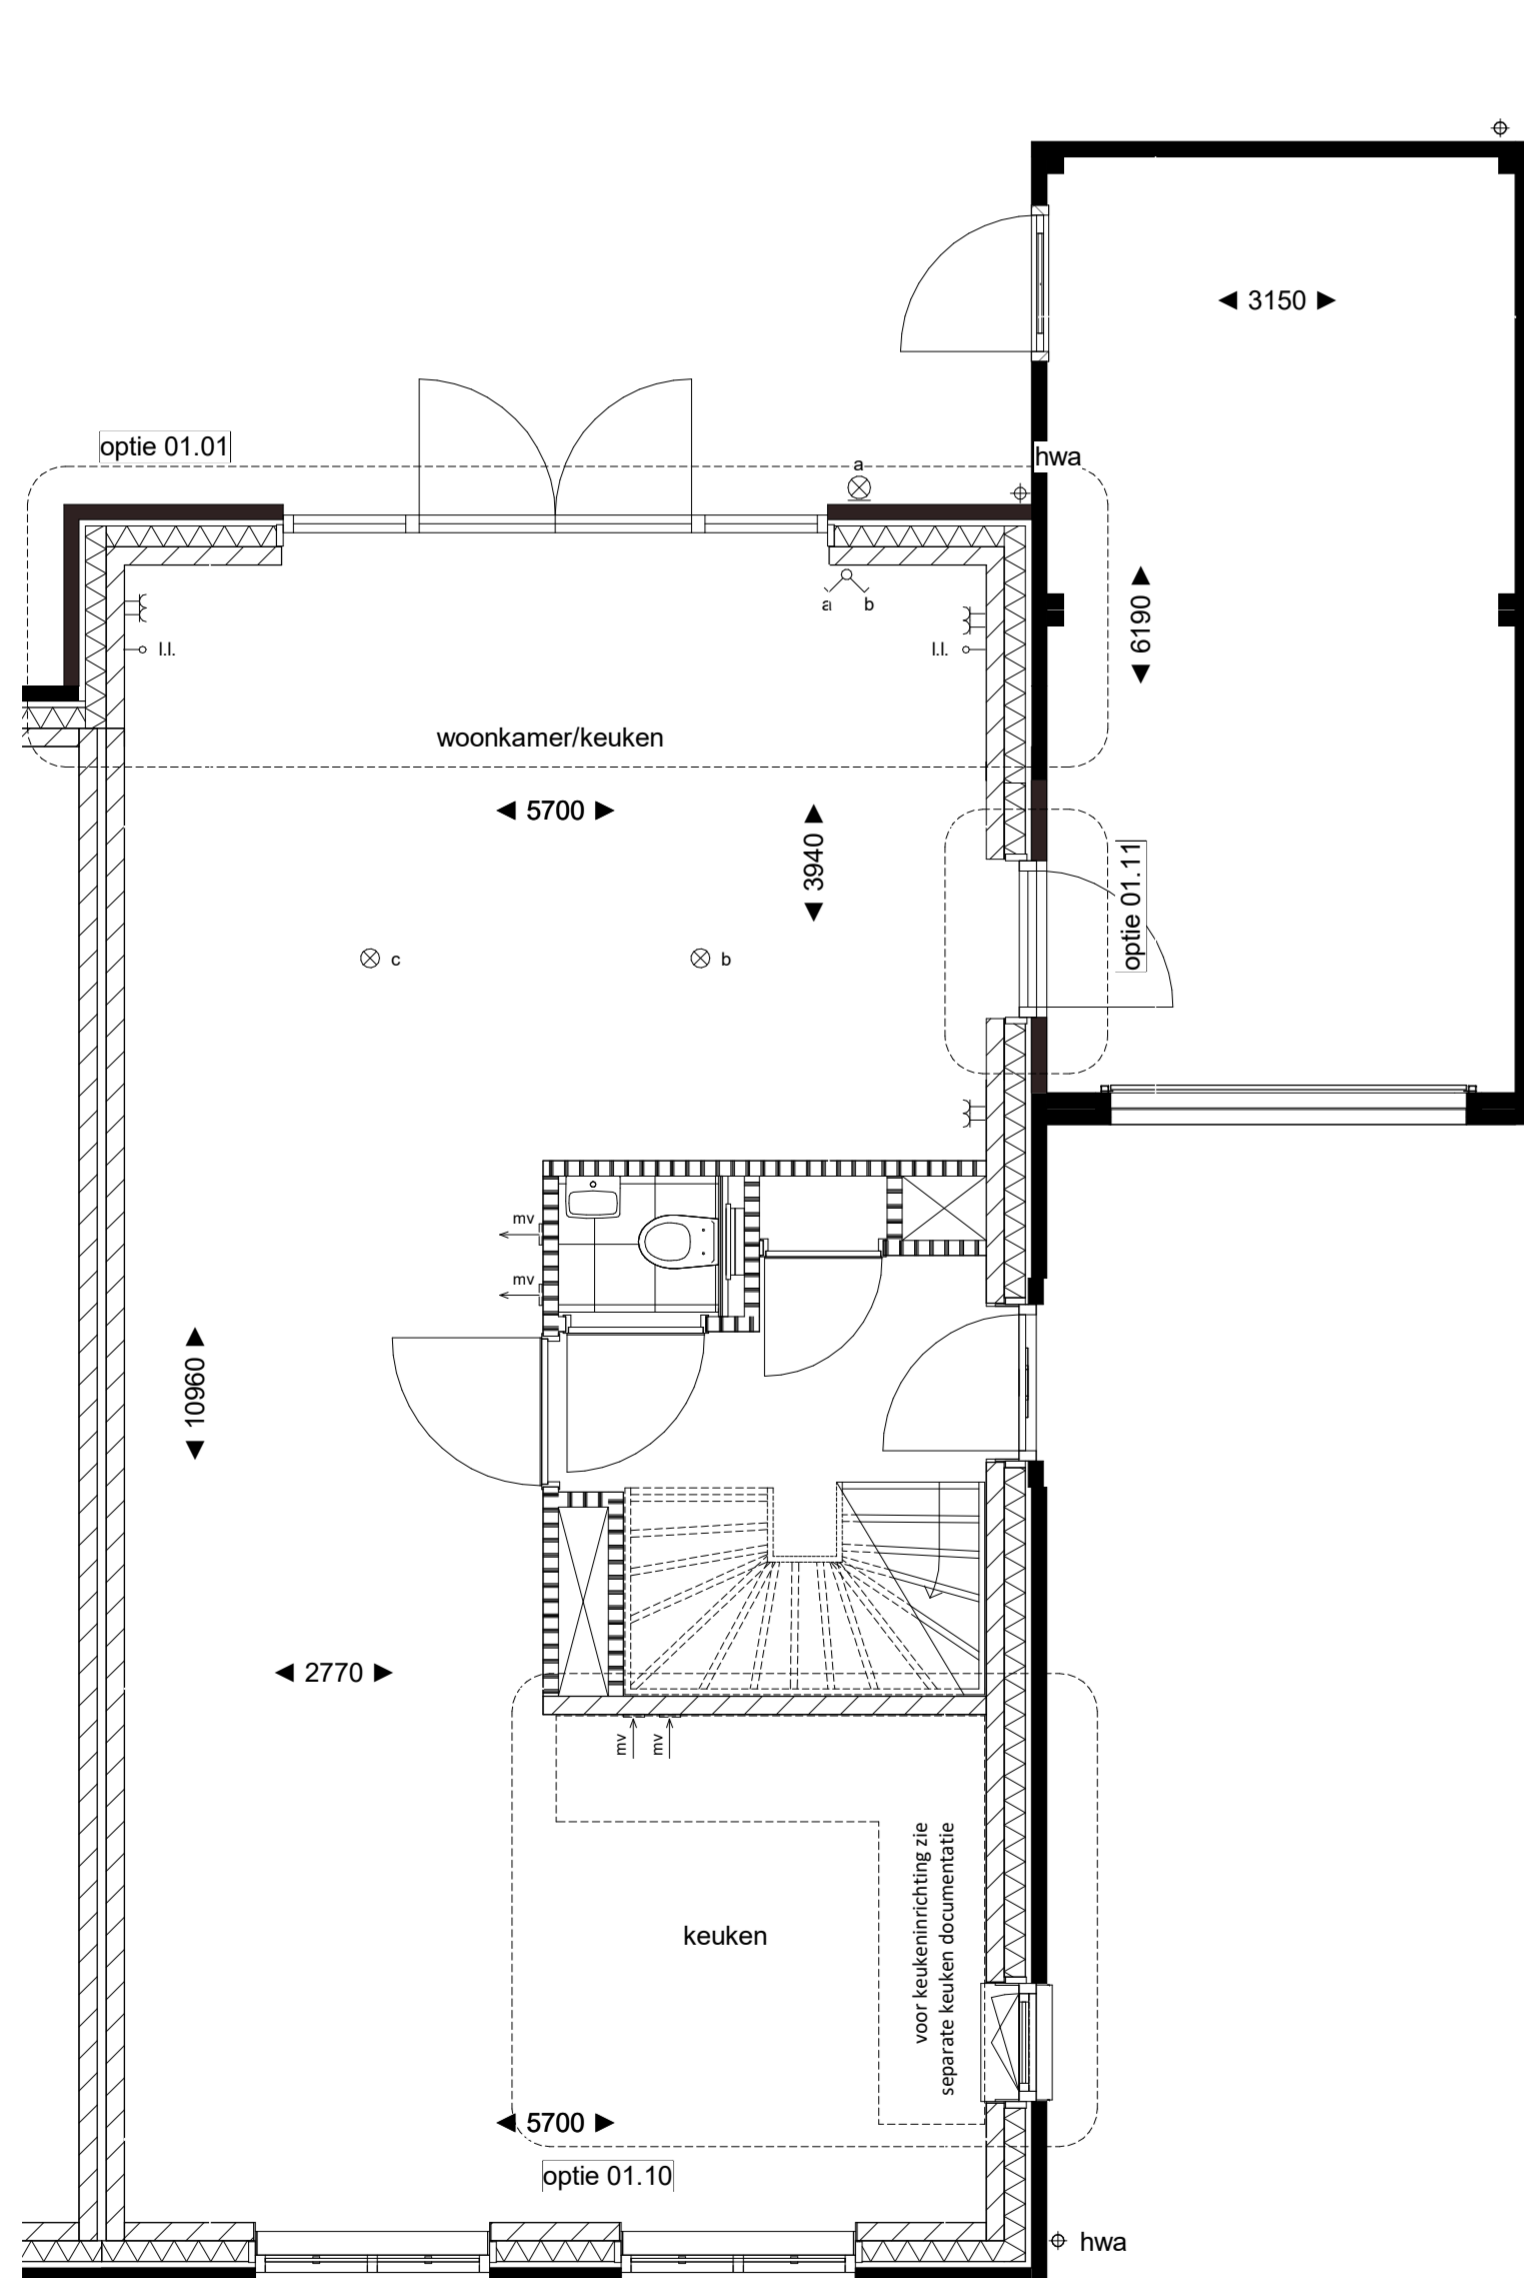 ◄ 3150 ►
optie 01.01
hwa
a
a
b
◄ 6190 ►
l.l.
l.l.
woonkamer/keuken
◄ 5700 ►
◄ 3940 ►
optie 01.11
c
b
mv
mv
◄ 10960 ►
◄ 2770 ►
mv
mv
voor keukeninrichting zie
separate keuken documentatie
keuken
◄ 5700 ►
optie 01.10
hwa